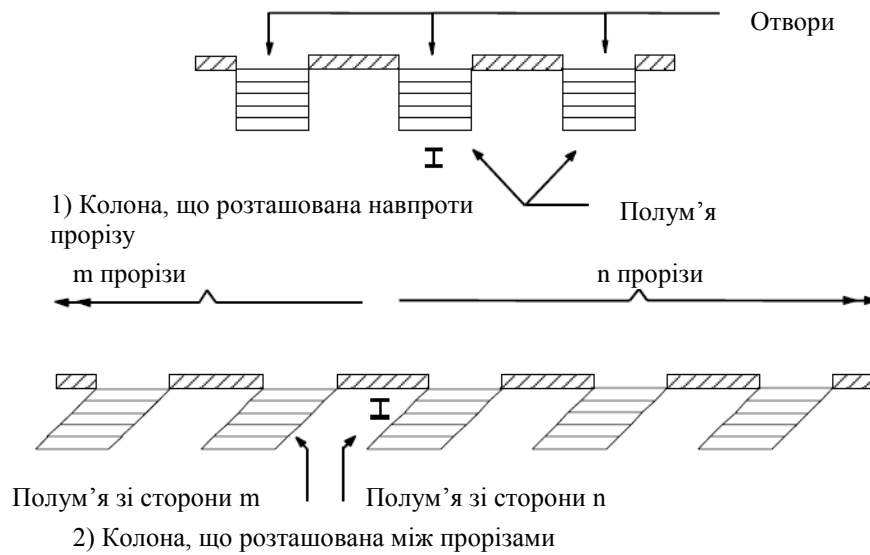 Отвори
1) Колона, що розташована навпроти
прорізу
Полум’я
m прорізи
n прорізи
Полум’я зі сторони m
Полум’я зі сторони n
2) Колона, що розташована між прорізами